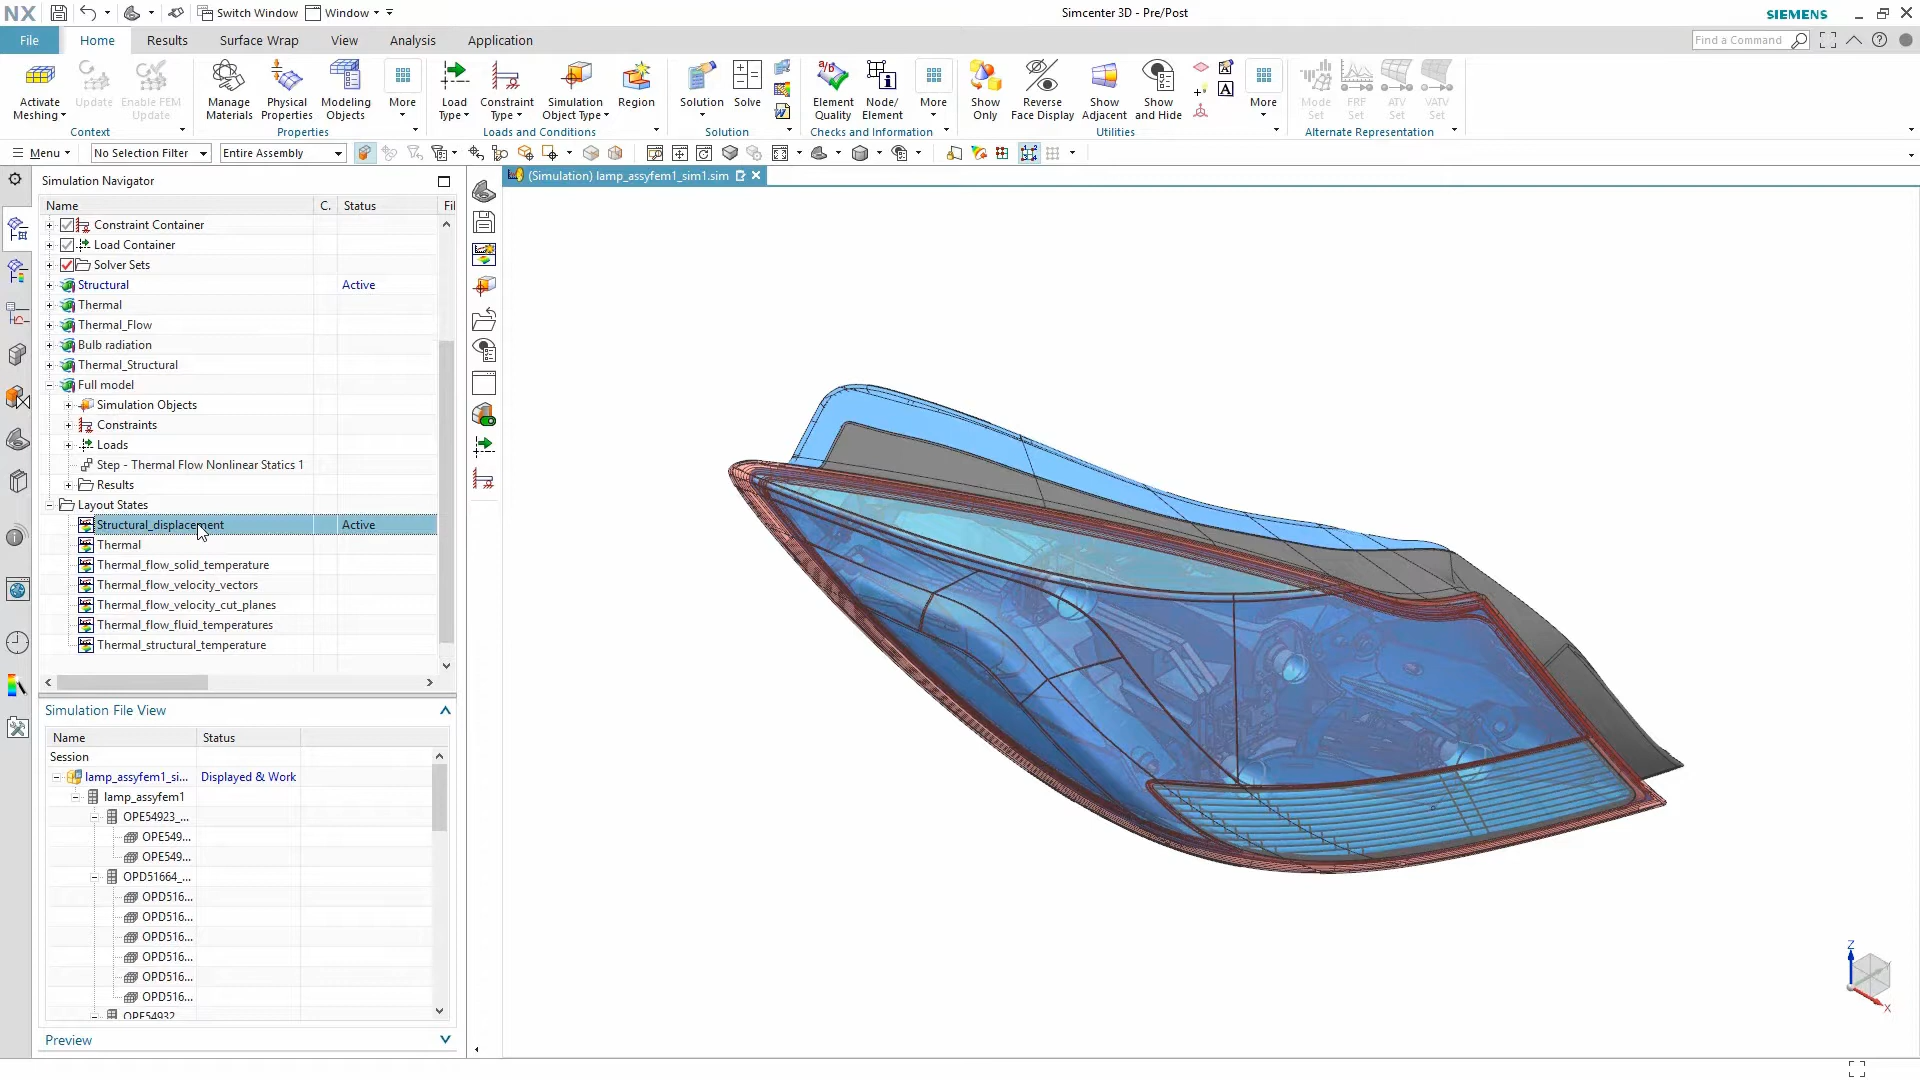 NX
Switch Window
Window
Simcenter 3D - Pre/Post
SIEMENS
File
Home
Results
Surface Wrap
View
Analysis
Application
Find a Command
Activate Meshing
Update
Enable FEM Update
Manage Materials
Physical Properties
Modeling Objects
More
Load Type
Constraint Type
Simulation Object Type
Region
Solution
Solve
Element Quality
Node/ Element
More
Show Only
Reverse Face Display
Show Adjacent
Show and Hide
More
Mode Set
FRF Set
ATV Set
VATV Set
Context
Properties
Loads and Conditions
Solution
Checks and Information
Utilities
Alternate Representation
Menu
No Selection Filter
Entire Assembly
Simulation Navigator
(Simulation) lamp_assyfem1_sim1.sim
Name C. Status Fil
Constraint Container
Load Container
Solver Sets
Structural Active
Thermal
Thermal_Flow
Bulb radiation
Thermal_Structural
Full model
Simulation Objects
Constraints
Loads
Step - Thermal Flow Nonlinear Statics 1
Results
Layout States
Structural_displacement Active
Thermal
Thermal_flow_solid_temperature
Thermal_flow_velocity_vectors
Thermal_flow_velocity_cut_planes
Thermal_flow_fluid_temperatures
Thermal_structural_temperature
Simulation File View
Name Status
Session
lamp_assyfem1_si... Displayed & Work
lamp_assyfem1
OPE54923_...
OPE549...
OPE549...
OPD51664_...
OPD516...
OPD516...
OPD516...
OPD516...
OPD516...
OPD516...
OPE54932
Preview
Z
X